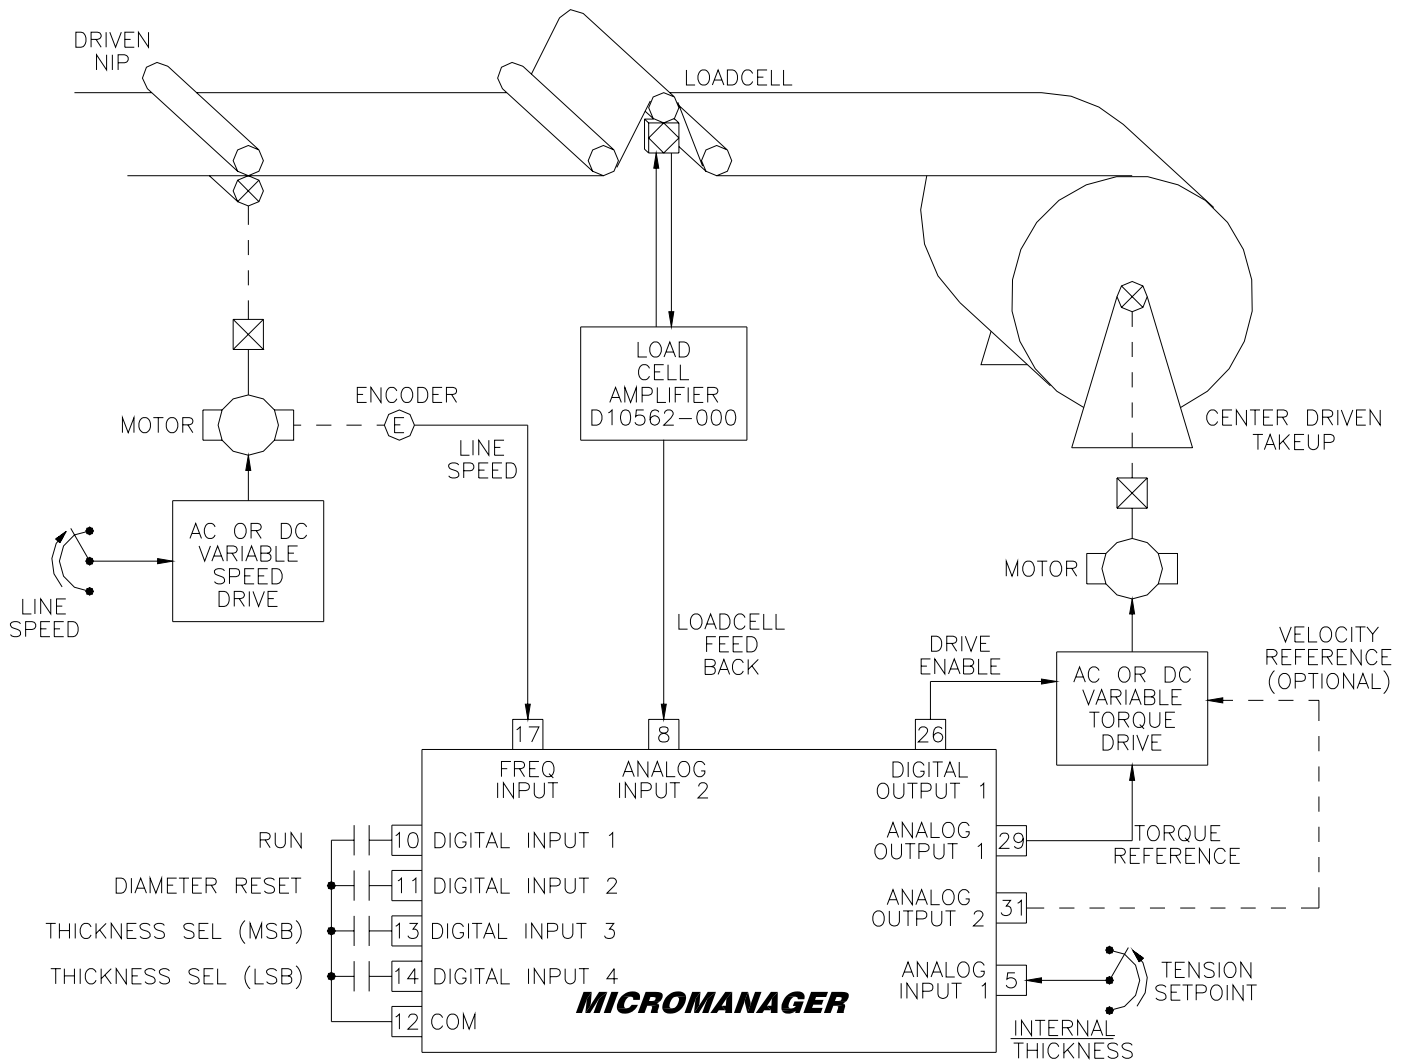 DRIVEN
NIP
LOADCELL
LOAD
CELL
AMPLIFIER
D10562-000
ENCODER
E
MOTOR
LINE
SPEED
CENTER DRIVEN
TAKEUP
AC OR DC
VARIABLE
SPEED
DRIVE
LINE
SPEED
MOTOR
LOADCELL
FEED
BACK
DRIVE
ENABLE
VELOCITY
REFERENCE
(OPTIONAL)
AC OR DC
VARIABLE
TORQUE
DRIVE
17
8
26
FREQ
INPUT
ANALOG
INPUT 2
DIGITAL
OUTPUT 1
RUN
10
DIGITAL INPUT 1
ANALOG
OUTPUT 1
29
TORQUE
REFERENCE
DIAMETER RESET
11
DIGITAL INPUT 2
ANALOG
OUTPUT 2
31
THICKNESS SEL (MSB)
13
DIGITAL INPUT 3
THICKNESS SEL (LSB)
14
DIGITAL INPUT 4
ANALOG
INPUT 1
5
TENSION
SETPOINT
MICROMANAGER
12
COM
INTERNAL
THICKNESS